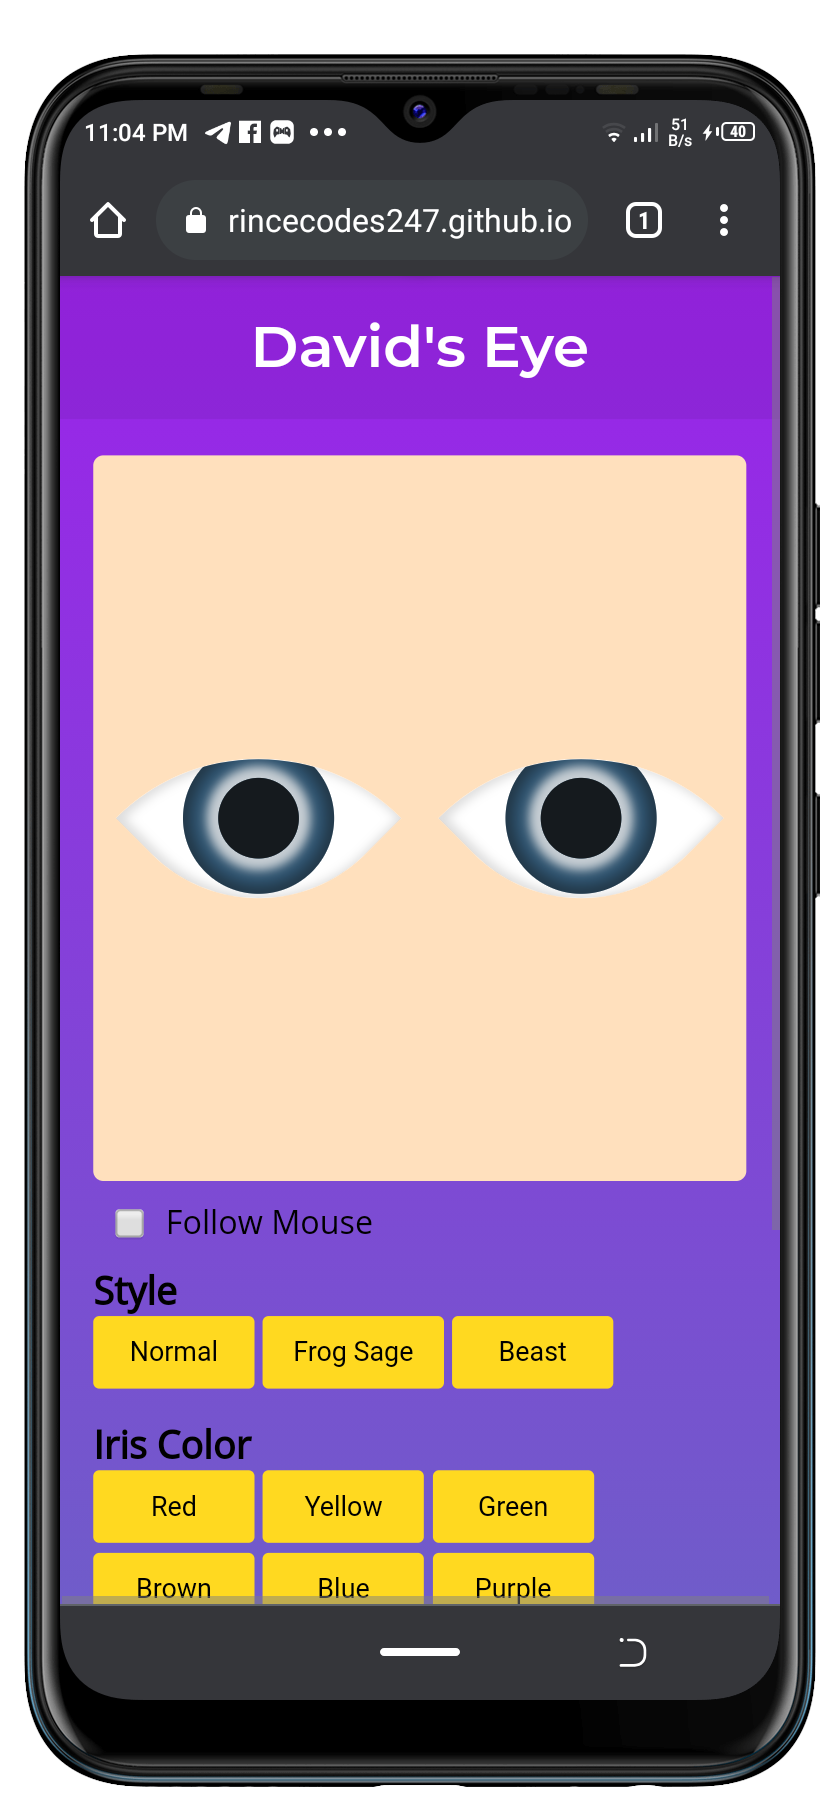 11:04 PM 51 B/s 40
rincecodes247.github.io 1
David's Eye
Follow Mouse
Style
Normal Frog Sage Beast
Iris Color
Red Yellow Green
Brown Blue Purple